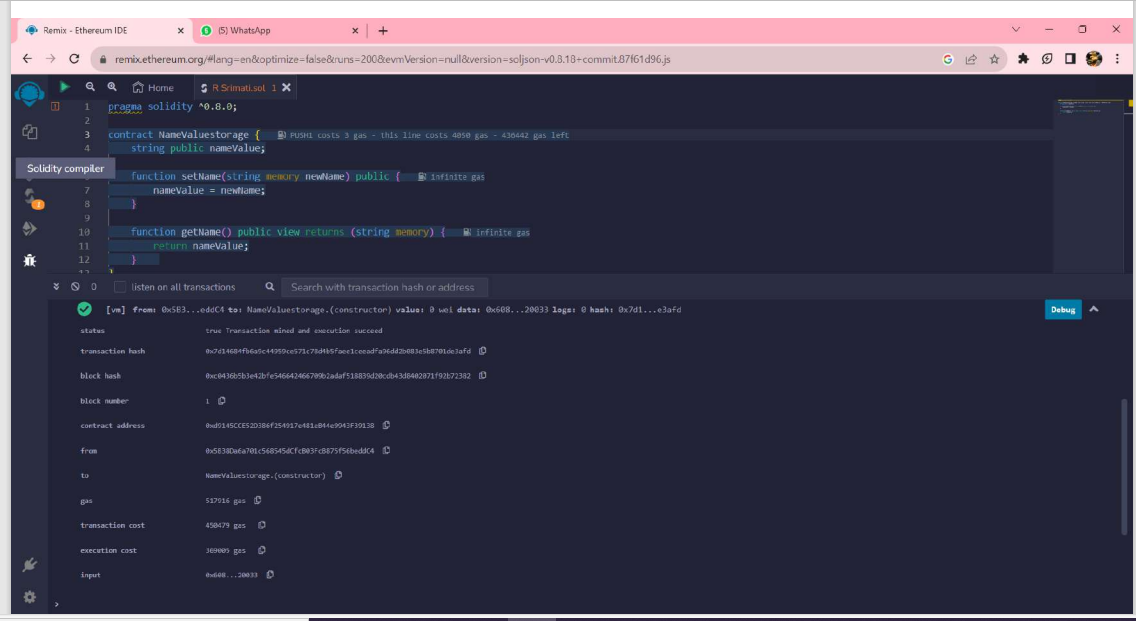 Remix - Ethereum IDE
(5) WhatsApp
remix.ethereum.org/#lang=en&optimize=false&runs=200&evmVersion=null&version=soljson-v0.8.18+commit.87f61d96.js
Home
R Srimati.sol 1
1 pragma solidity ^0.8.0;
2
3 contract NameValuestorage { PUSH1 costs 3 gas - this line costs 4050 gas - 436442 gas left
4 string public nameValue;
Solidity compiler
function setName(string memory newName) public { infinite gas
7 nameValue = newName;
8 }
9
10 function getName() public view returns (string memory) { infinite gas
11 return nameValue;
12 }
13 }
0 listen on all transactions Search with transaction hash or address
[vm] from: 0x5B3...eddC4 to: NameValuestorage.(constructor) value: 0 wei data: 0x608...20033 logs: 0 hash: 0x7d1...e3afd
Debug
status true Transaction mined and execution succeed
transaction hash
block hash
block number 1
contract address
from 0x5B38Da6a701c568545dCfcB03FcB875f56beddC4
to NameValuestorage.(constructor)
gas 517916 gas
transaction cost 450479 gas
execution cost 369005 gas
input 0x608...20033